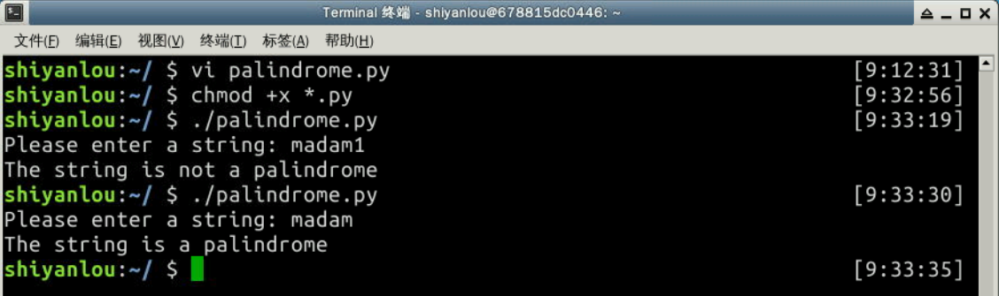 Terminal 终端 - shiyanlou@678815dc0446: ~
文件(F) 编辑(E) 视图(V) 终端(T) 标签(A) 帮助(H)
shiyanlou:~/ $ vi palindrome.py [9:12:31]
shiyanlou:~/ $ chmod +x *.py [9:32:56]
shiyanlou:~/ $ ./palindrome.py [9:33:19]
Please enter a string: madam1
The string is not a palindrome
shiyanlou:~/ $ ./palindrome.py [9:33:30]
Please enter a string: madam
The string is a palindrome
shiyanlou:~/ $ [9:33:35]